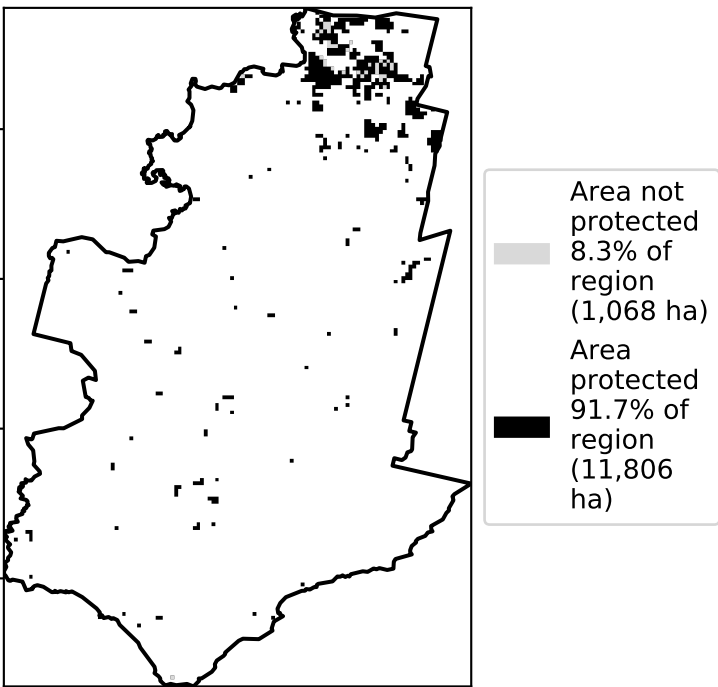 Area not
protected
8.3% of
region
(1,068 ha)
Area
protected
91.7% of
region
(11,806
ha)